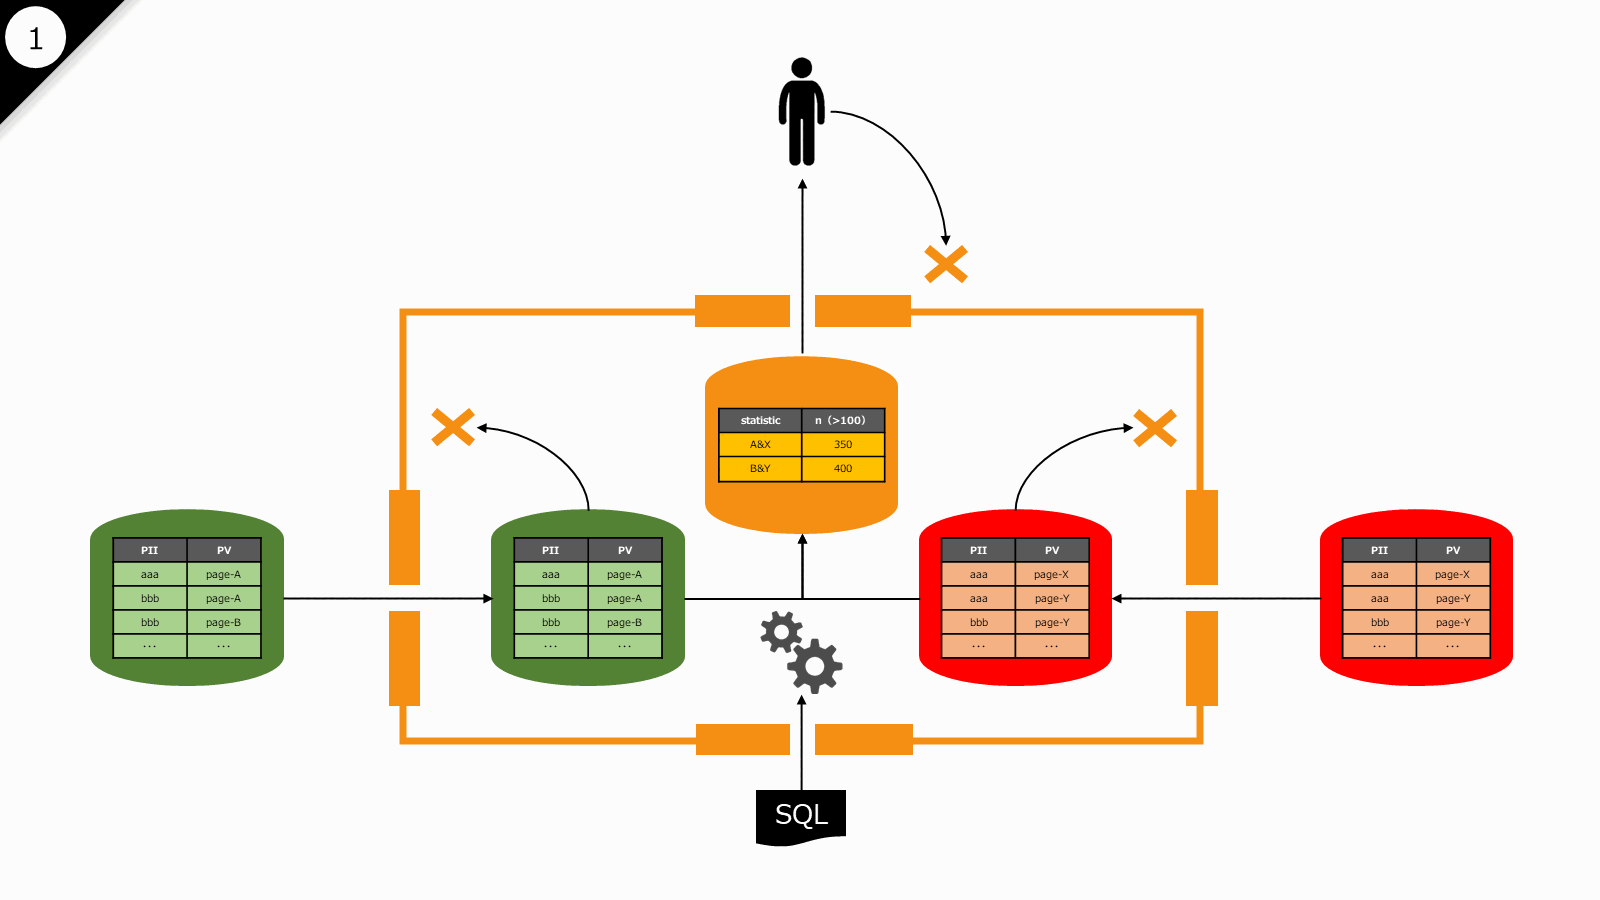 1
statistic n（>100）
A&X 350
B&Y 400
PII PV
aaa page-A
bbb page-A
bbb page-B
... ...
PII PV
aaa page-A
bbb page-A
bbb page-B
... ...
PII PV
aaa page-X
aaa page-Y
bbb page-Y
... ...
PII PV
aaa page-X
aaa page-Y
bbb page-Y
... ...
SQL